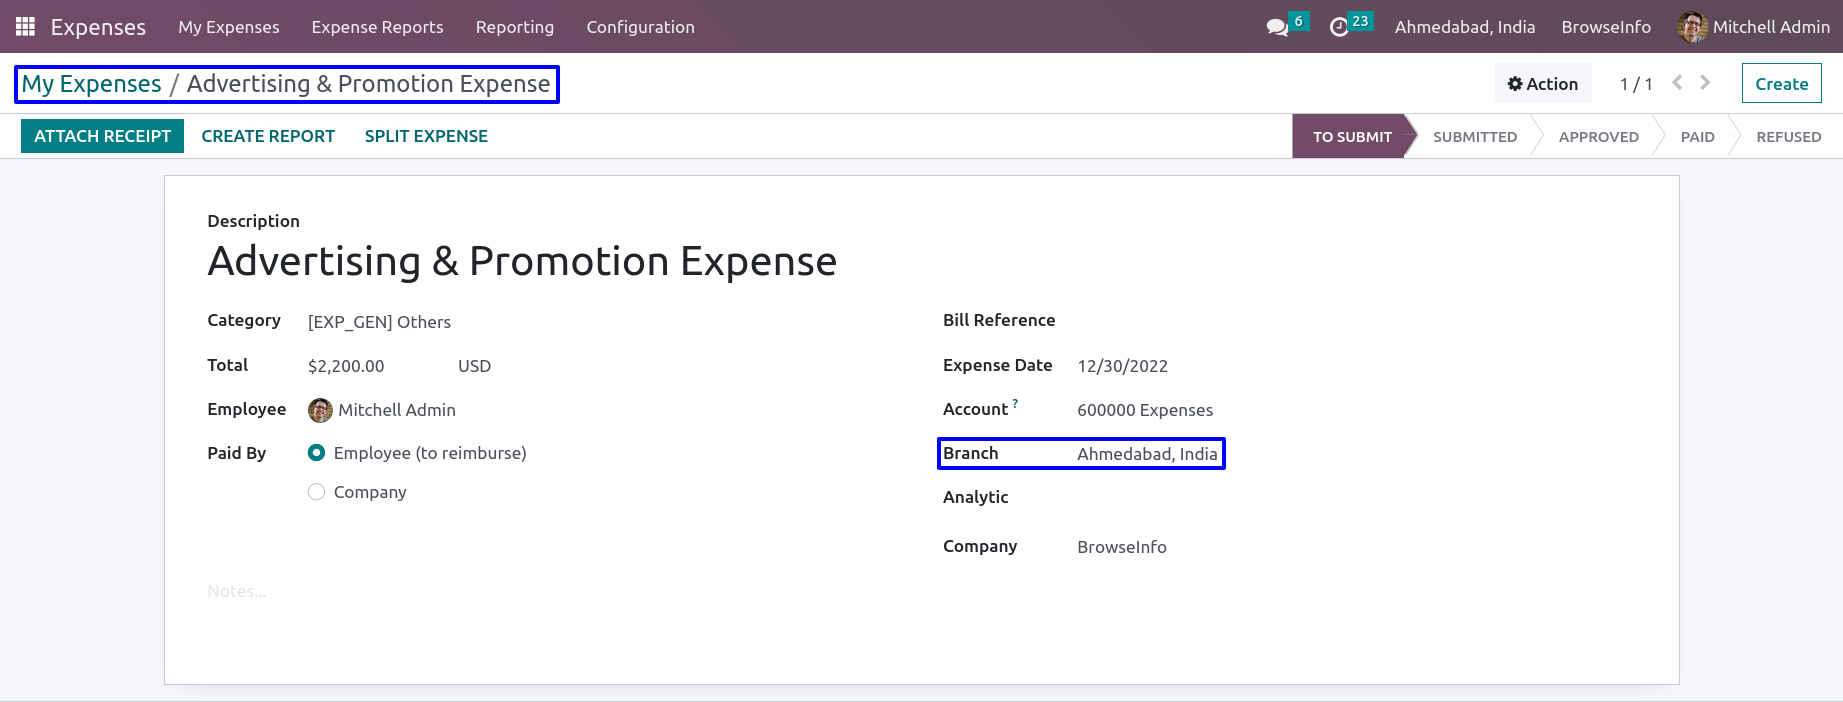 Expenses My Expenses Expense Reports Reporting Configuration 6 23 Ahmedabad, India BrowseInfo Mitchell Admin
My Expenses / Advertising & Promotion Expense Action 1 / 1 Create
ATTACH RECEIPT CREATE REPORT SPLIT EXPENSE TO SUBMIT SUBMITTED APPROVED PAID REFUSED
Description
Advertising & Promotion Expense
Category [EXP_GEN] Others Bill Reference
Total $2,200.00 USD Expense Date 12/30/2022
Employee Mitchell Admin Account ? 600000 Expenses
Paid By Employee (to reimburse) Branch Ahmedabad, India
Company Analytic
Company BrowseInfo
Notes...